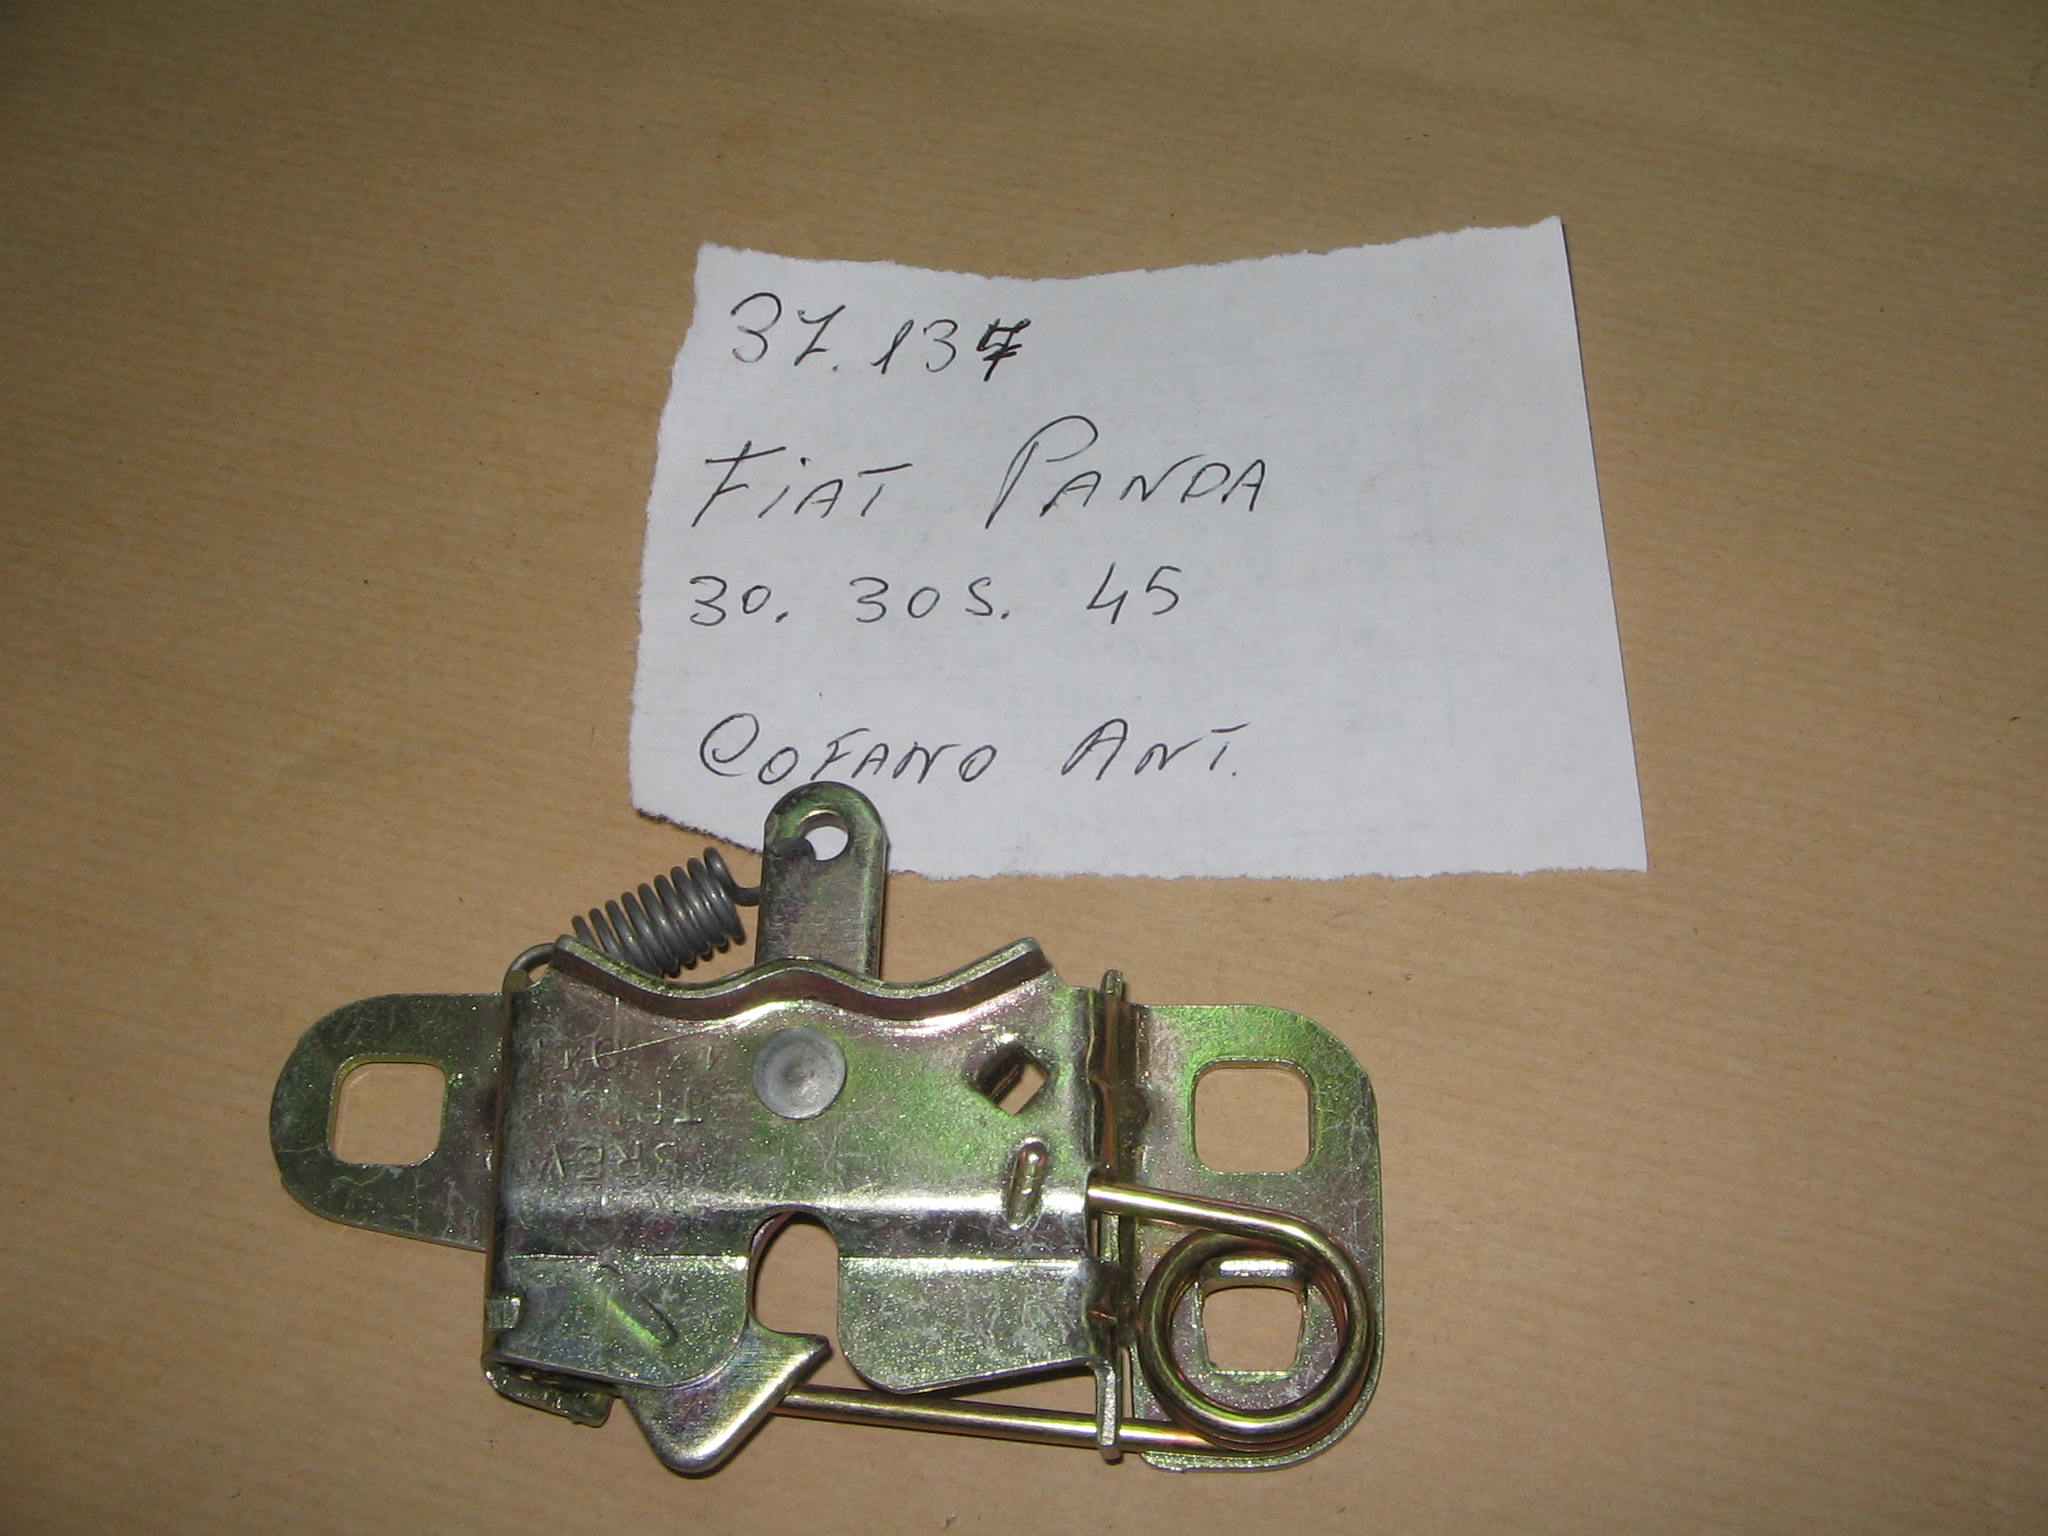 37.137
FIAT PANDA
30. 30S. 45
COFANO ANT.